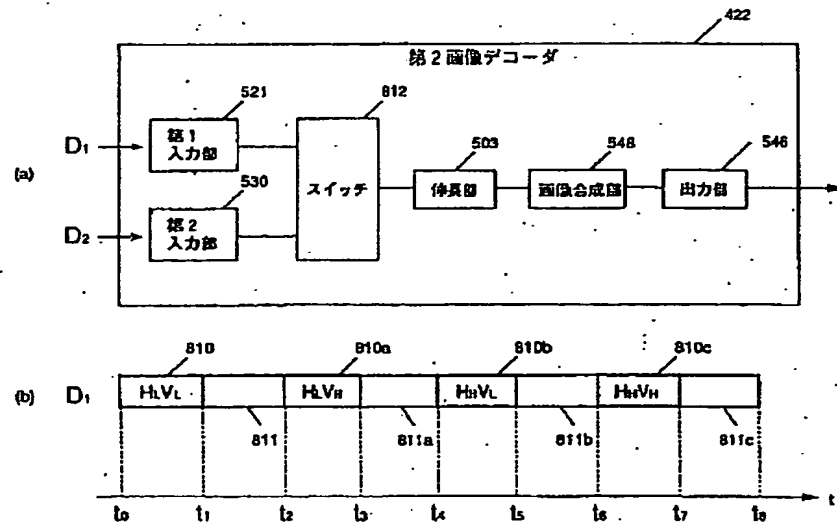 422
第2画像デコーダ
521
812
D₁
第1
入力部
503
548
546
(a)
530
スイッチ
伸長部
画像合成部
出力部
D₂
第2
入力部
810
810a
810b
810c
(b)
D₁
HLVL
HLVH
HHVL
HHVH
811
811a
811b
811c
t₀ t₁ t₂ t₃ t₄ t₅ t₆ t₇ t₈ t